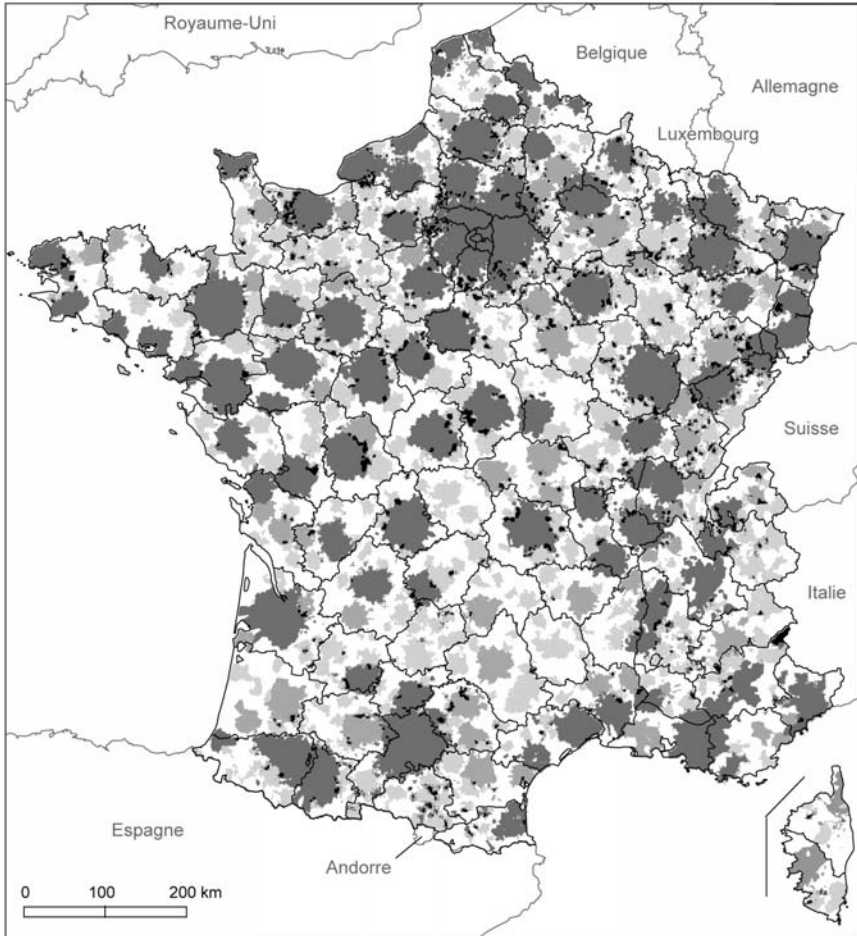 Royaume-Uni
Belgique
Allemagne
Luxembourg
Suisse
Italie
Espagne
Andorre
0 100 200 km